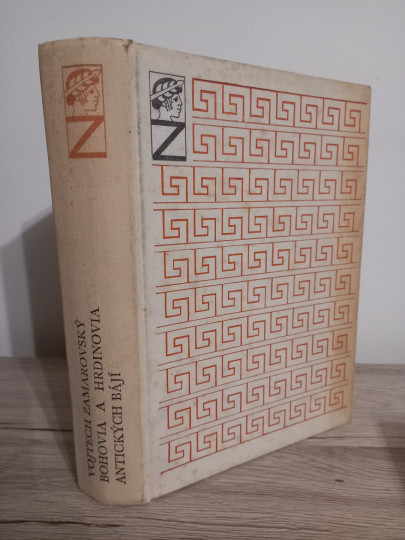 VOJTECH ZAMAROVSKÝ
BOHOVIA A HRDINOVIA
ANTICKÝCH BÁJÍ
N
N